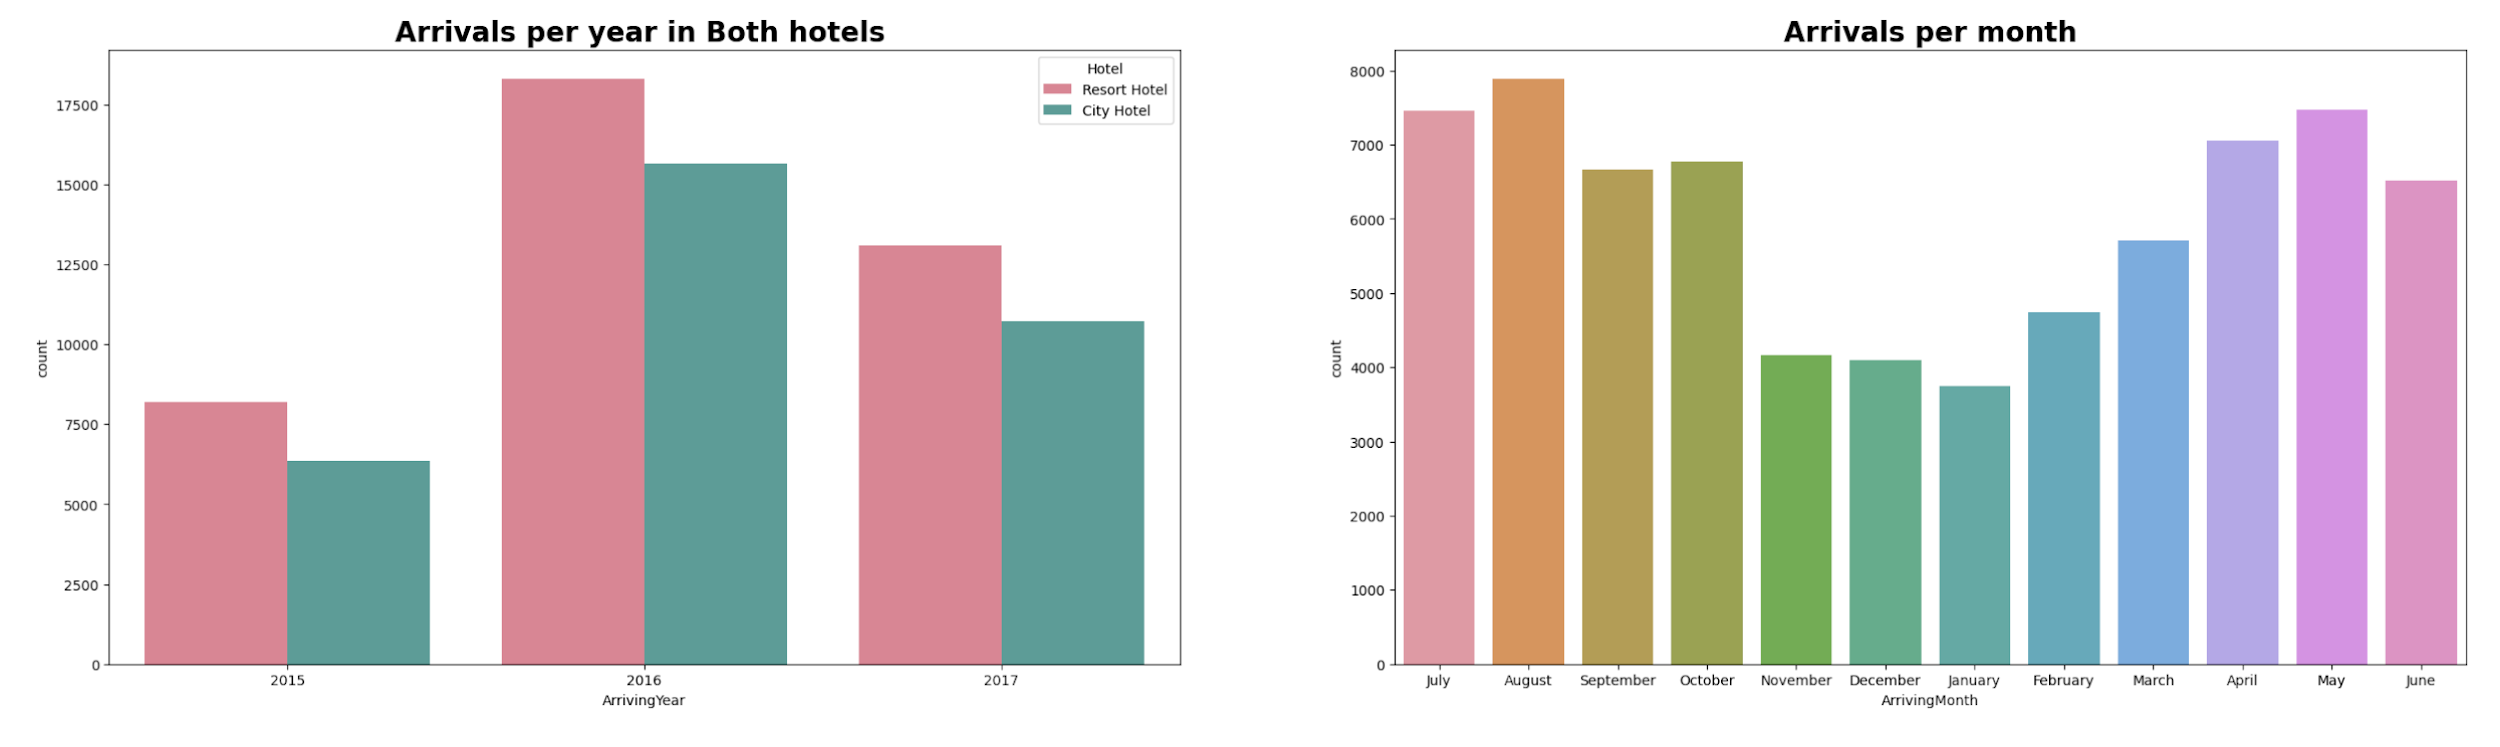 Arrivals per year in Both hotels
Hotel
Resort Hotel
City Hotel
17500
15000
12500
10000
7500
5000
2500
0
count
2015 2016 2017
ArrivingYear
Arrivals per month
8000
7000
6000
5000
4000
3000
2000
1000
0
count
July August September October November December January February March April May June
ArrivingMonth